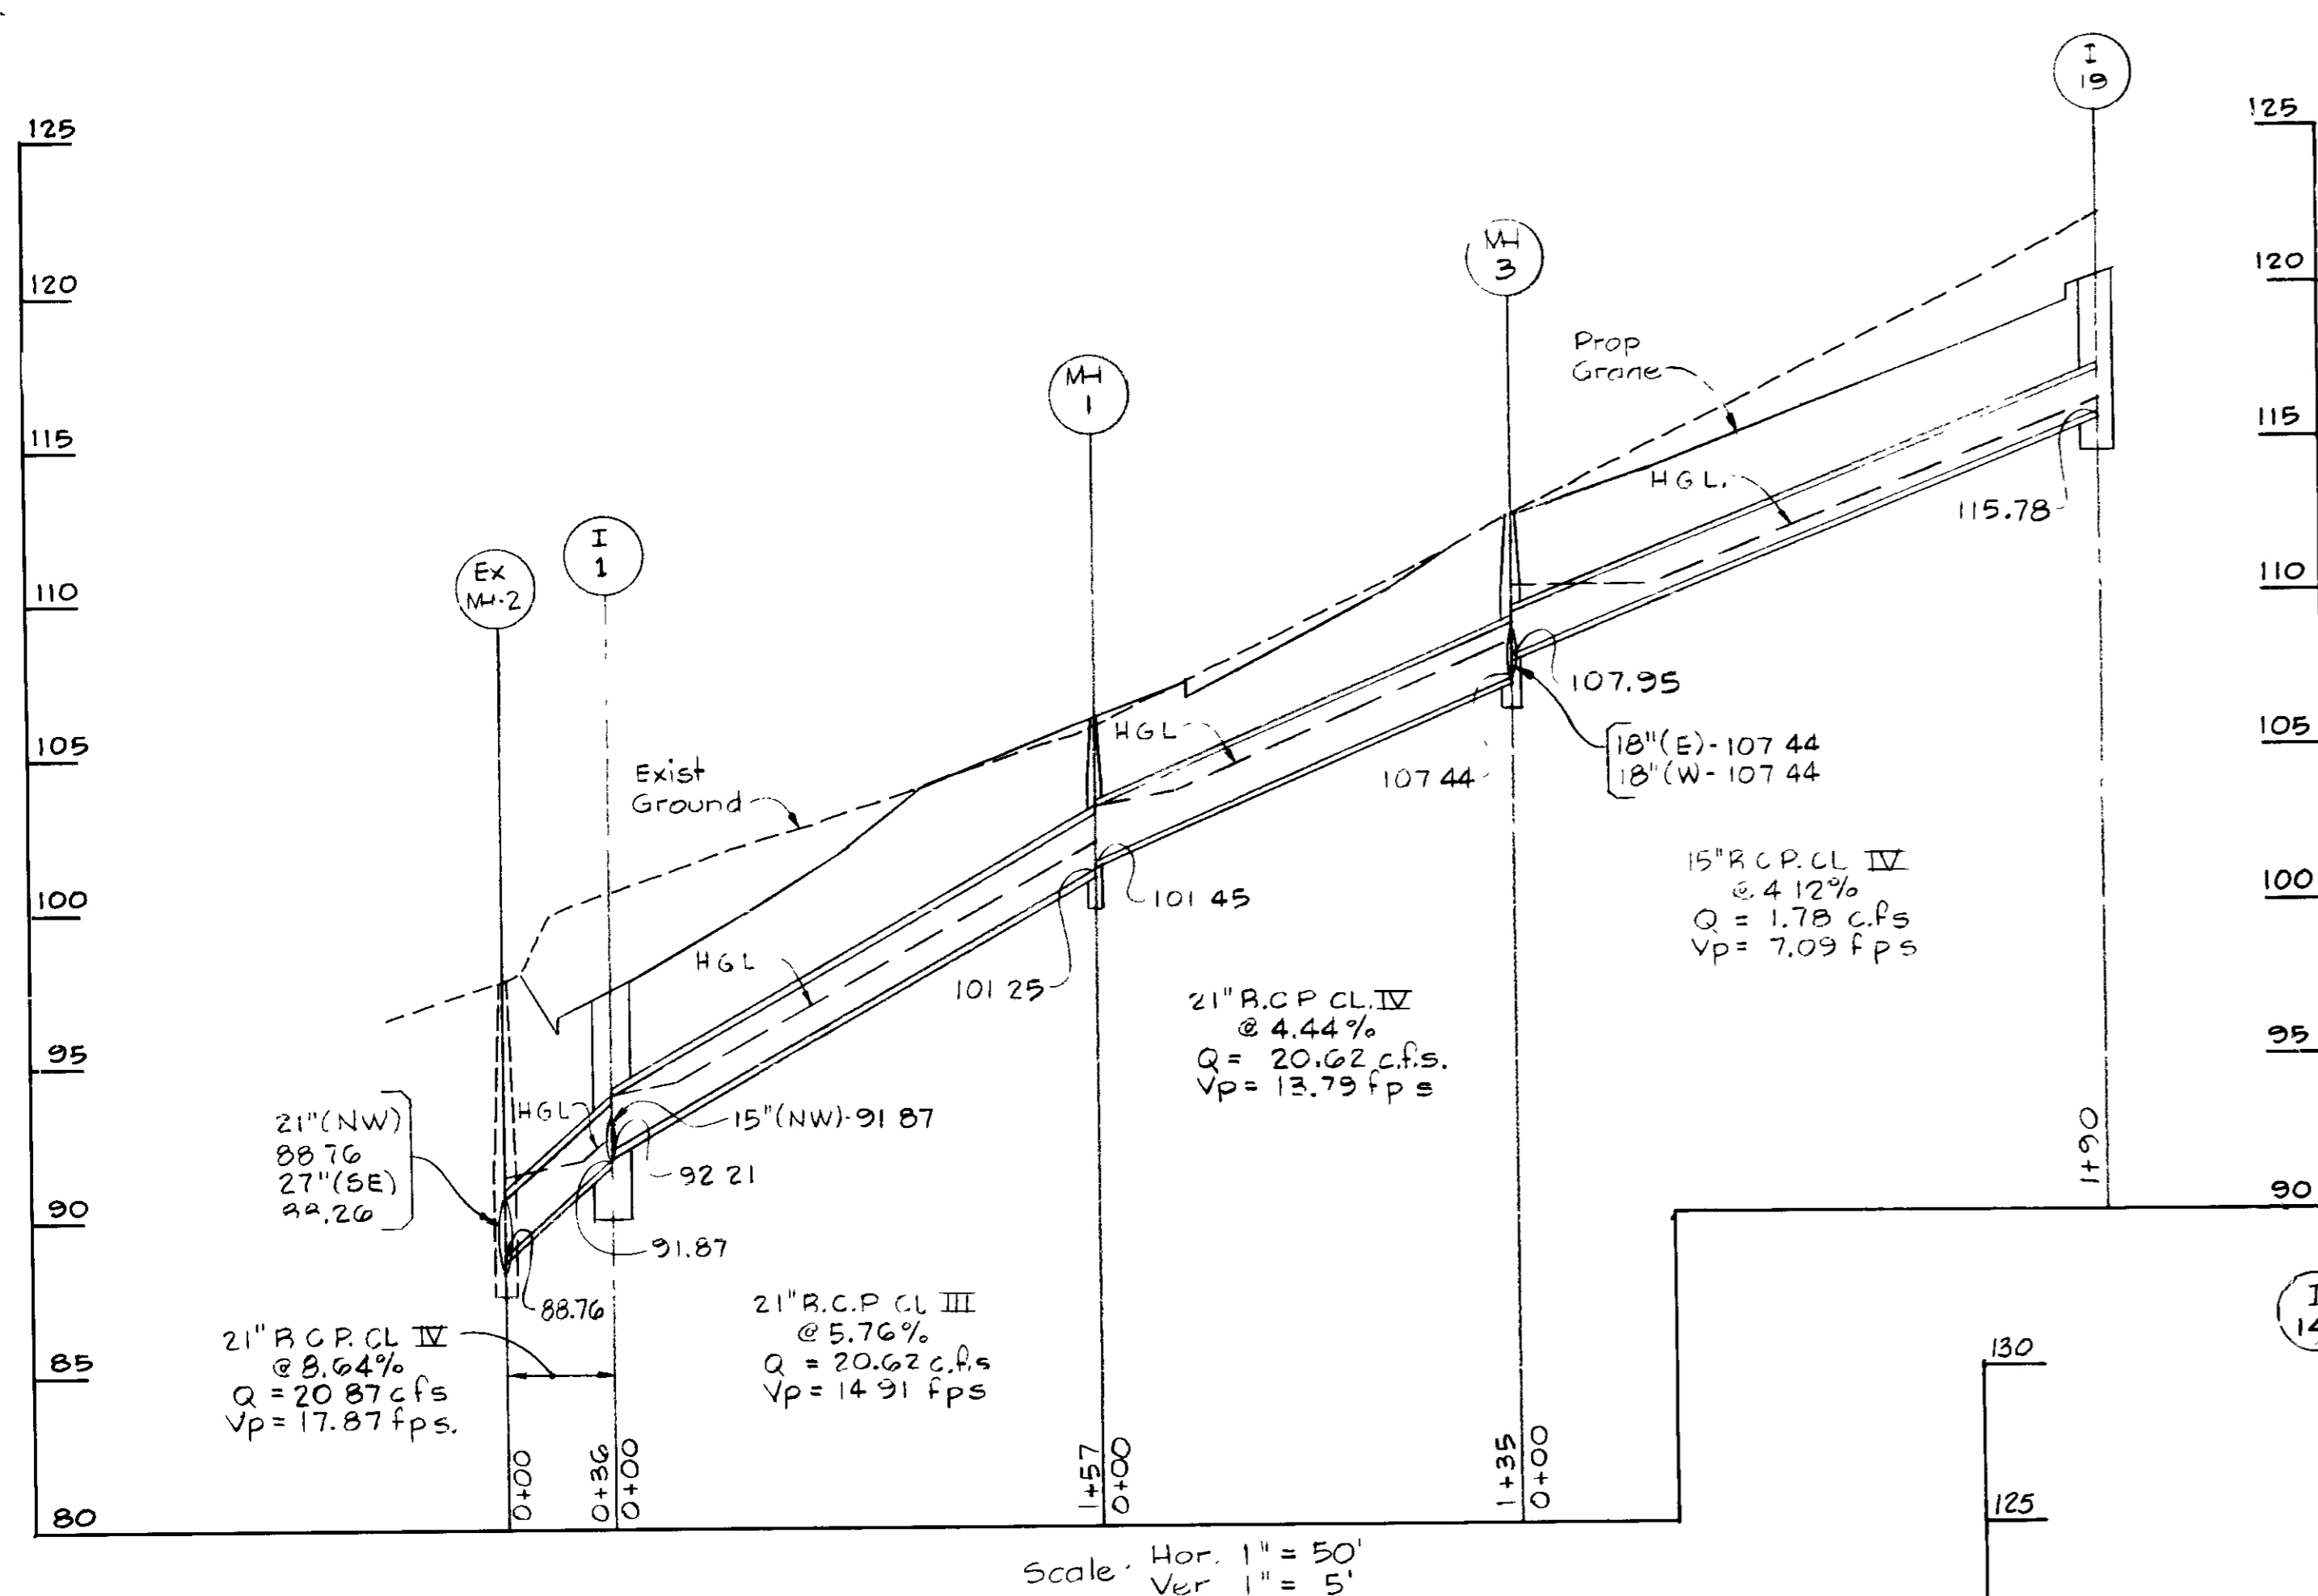 I
19
125
125
MH
3
120
120
Prop
Grade
MH
1
115
115
HGL.
115.78
I
1
Ex
MH-2
110
110
107.95
HGL
105
105
Exist
Ground
107 44
18"(E)-107 44
18"(W-107 44
15"R C P. CL IV
@ 4 12%
Q = 1.78 c.fs
Vp = 7.09 fps
100
100
101 45
HGL
101 25
21"R.C P CL. IV
@ 4.44%
Q = 20.62 c.f.s.
Vp = 13.79 fps
95
95
HGL
21"(NW)
88 76
27"(SE)
88.26
15"(NW)-91 87
92 21
1+90
90
90
91.87
88.76
21"R C P. CL IV
@ 8.64%
Q = 20 87 cfs
Vp = 17.87 fps.
21"R.C.P CL III
@ 5.76%
Q = 20.62 c.f.s
Vp = 14 91 fps
I
14
130
85
0+00
0+36
0+00
1+57
0+00
1+35
0+00
125
80
Scale. Hor. 1" = 50'
Ver 1" = 5'